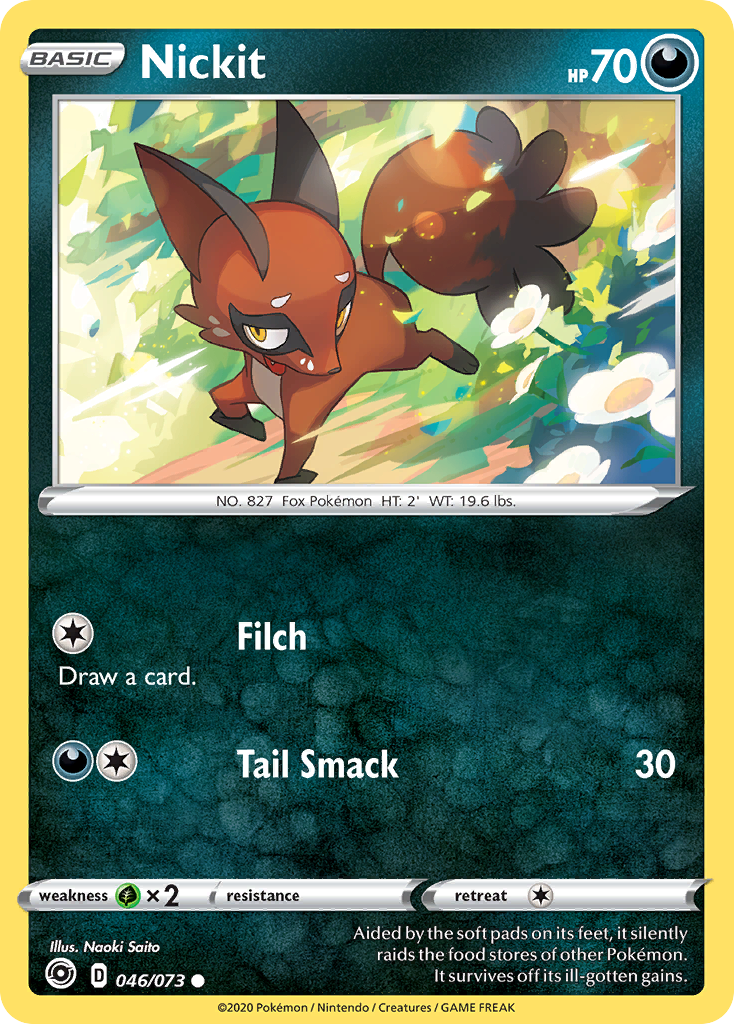 BASIC
Nickit
HP 70
NO. 827 Fox Pokémon HT: 2' WT: 19.6 lbs.
Filch
Draw a card.
Tail Smack 30
weakness ×2 resistance retreat
Illus. Naoki Saito
D 046/073
Aided by the soft pads on its feet, it silently
raids the food stores of other Pokémon.
It survives off its ill-gotten gains.
©2020 Pokémon / Nintendo / Creatures / GAME FREAK